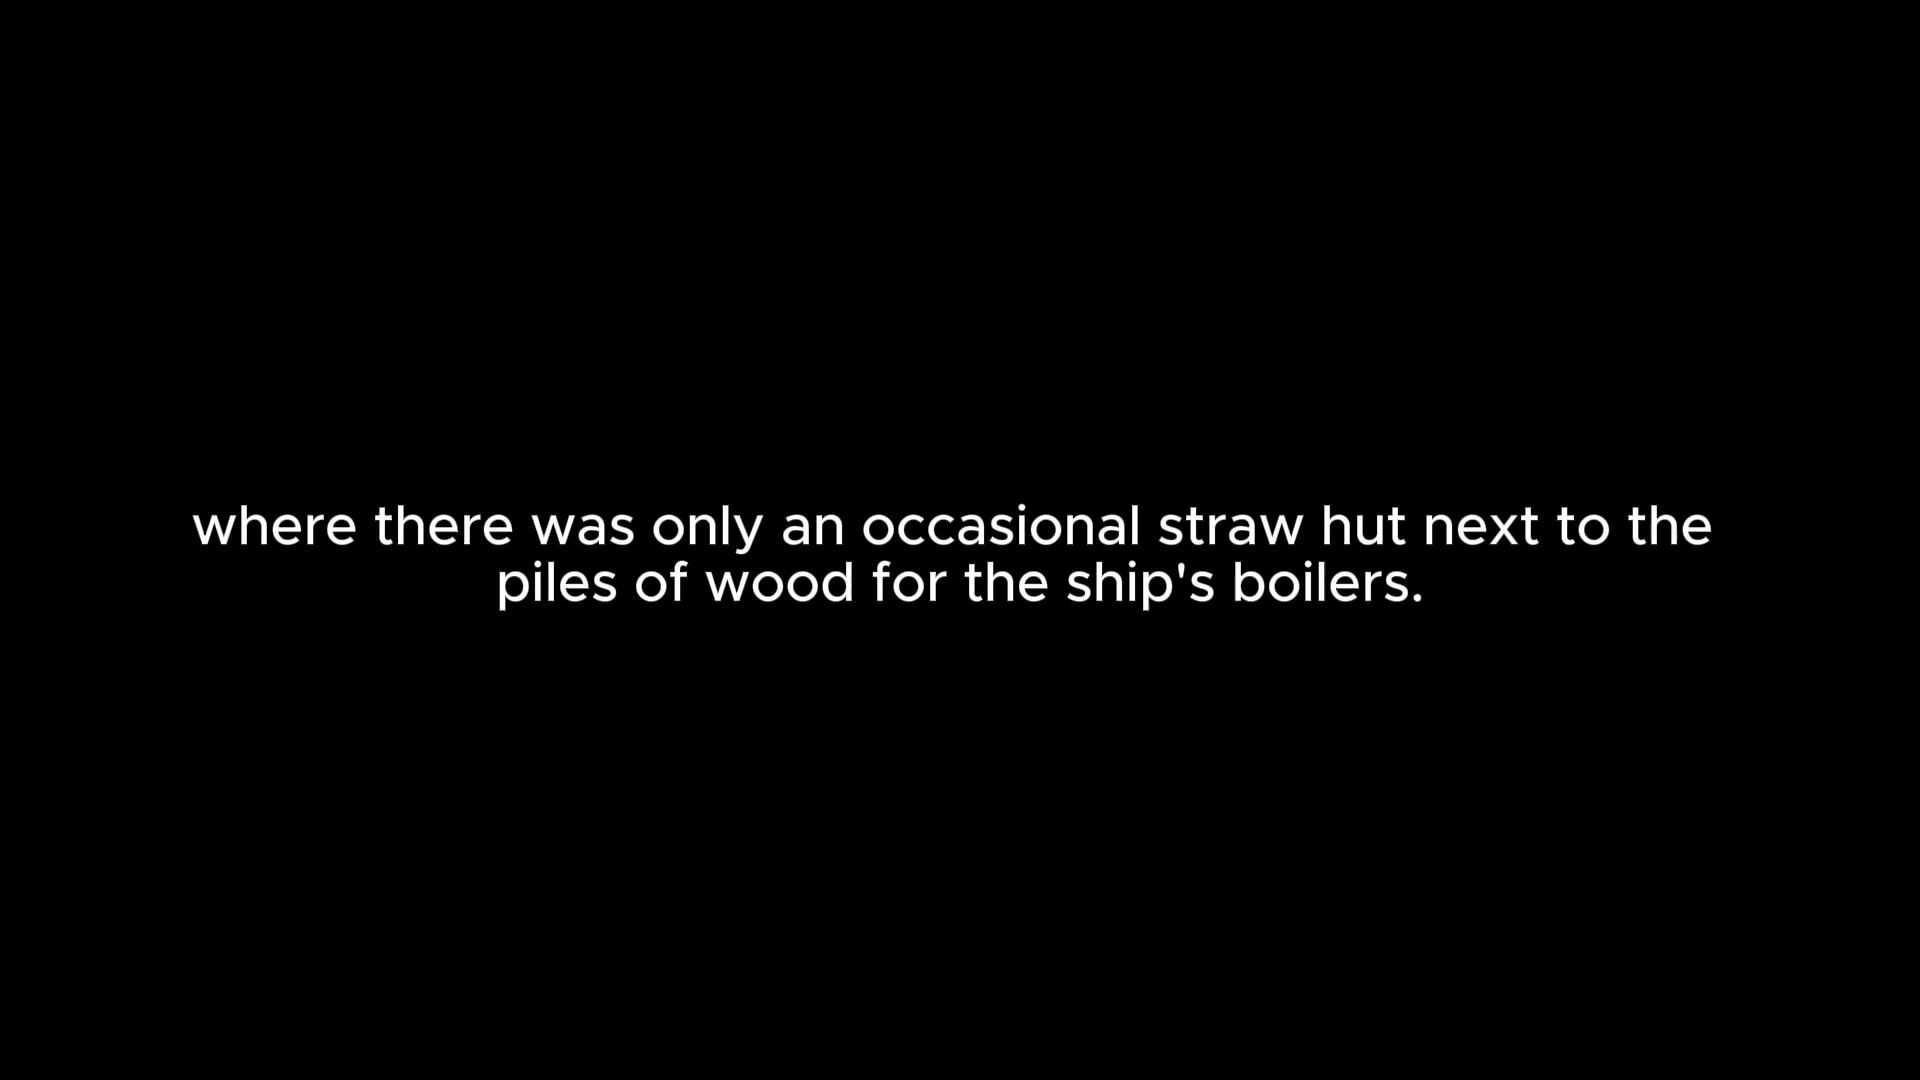 where there was only an occasional straw hut next to the
piles of wood for the ship's boilers.